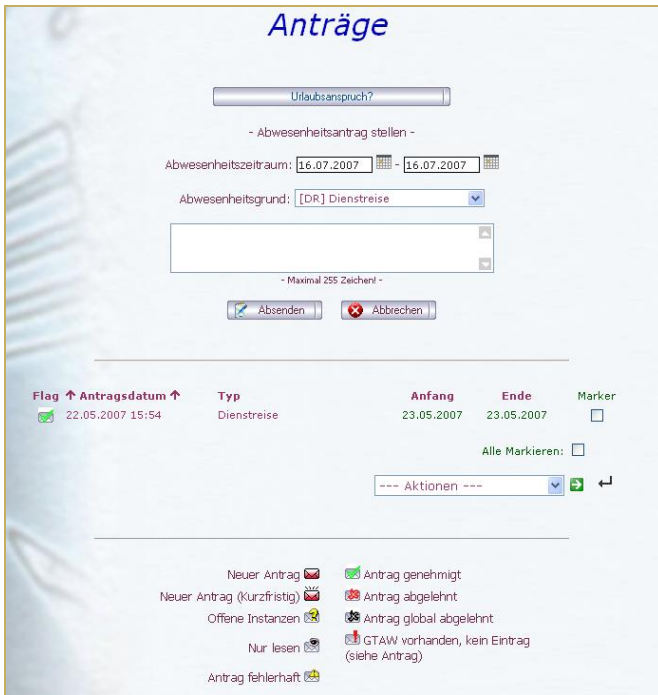 Anträge
Urlaubsanspruch?
- Abwesenheitsantrag stellen -
Abwesenheitszeitraum: 16.07.2007 - 16.07.2007
Abwesenheitsgrund: [DR] Dienstreise
- Maximal 255 Zeichen! -
Absenden Abbrechen
Flag ↑ Antragsdatum ↑ Typ Anfang Ende Marker
22.05.2007 15:54 Dienstreise 23.05.2007 23.05.2007
Alle Markieren:
--- Aktionen ---
Neuer Antrag Antrag genehmigt
Neuer Antrag (Kurzfristig) Antrag abgelehnt
Offene Instanzen Antrag global abgelehnt
Nur lesen GTAW vorhanden, kein Eintrag
(siehe Antrag)
Antrag fehlerhaft